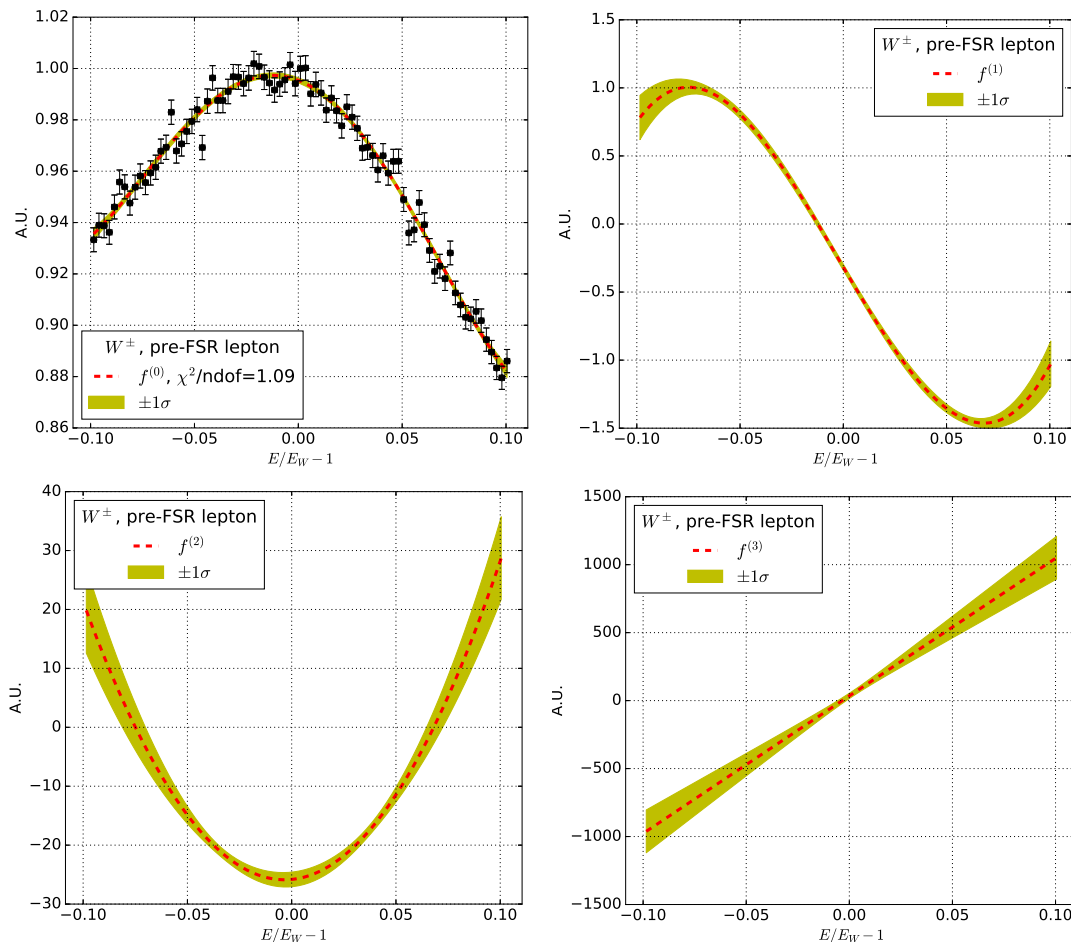 1.02
1.00
0.98
0.96
0.94
0.92
0.90
0.88
0.86
A.U.
W±, pre-FSR lepton
f(0), χ2/ndof=1.09
±1σ
−0.10 −0.05 0.00 0.05 0.10
E/EW − 1
1.5
1.0
0.5
0.0
−0.5
−1.0
−1.5
A.U.
W±, pre-FSR lepton
f(1)
±1σ
−0.10 −0.05 0.00 0.05 0.10
E/EW − 1
40
30
20
10
0
−10
−20
−30
A.U.
W±, pre-FSR lepton
f(2)
±1σ
−0.10 −0.05 0.00 0.05 0.10
E/EW − 1
1500
1000
500
0
−500
−1000
−1500
A.U.
W±, pre-FSR lepton
f(3)
±1σ
−0.10 −0.05 0.00 0.05 0.10
E/EW − 1